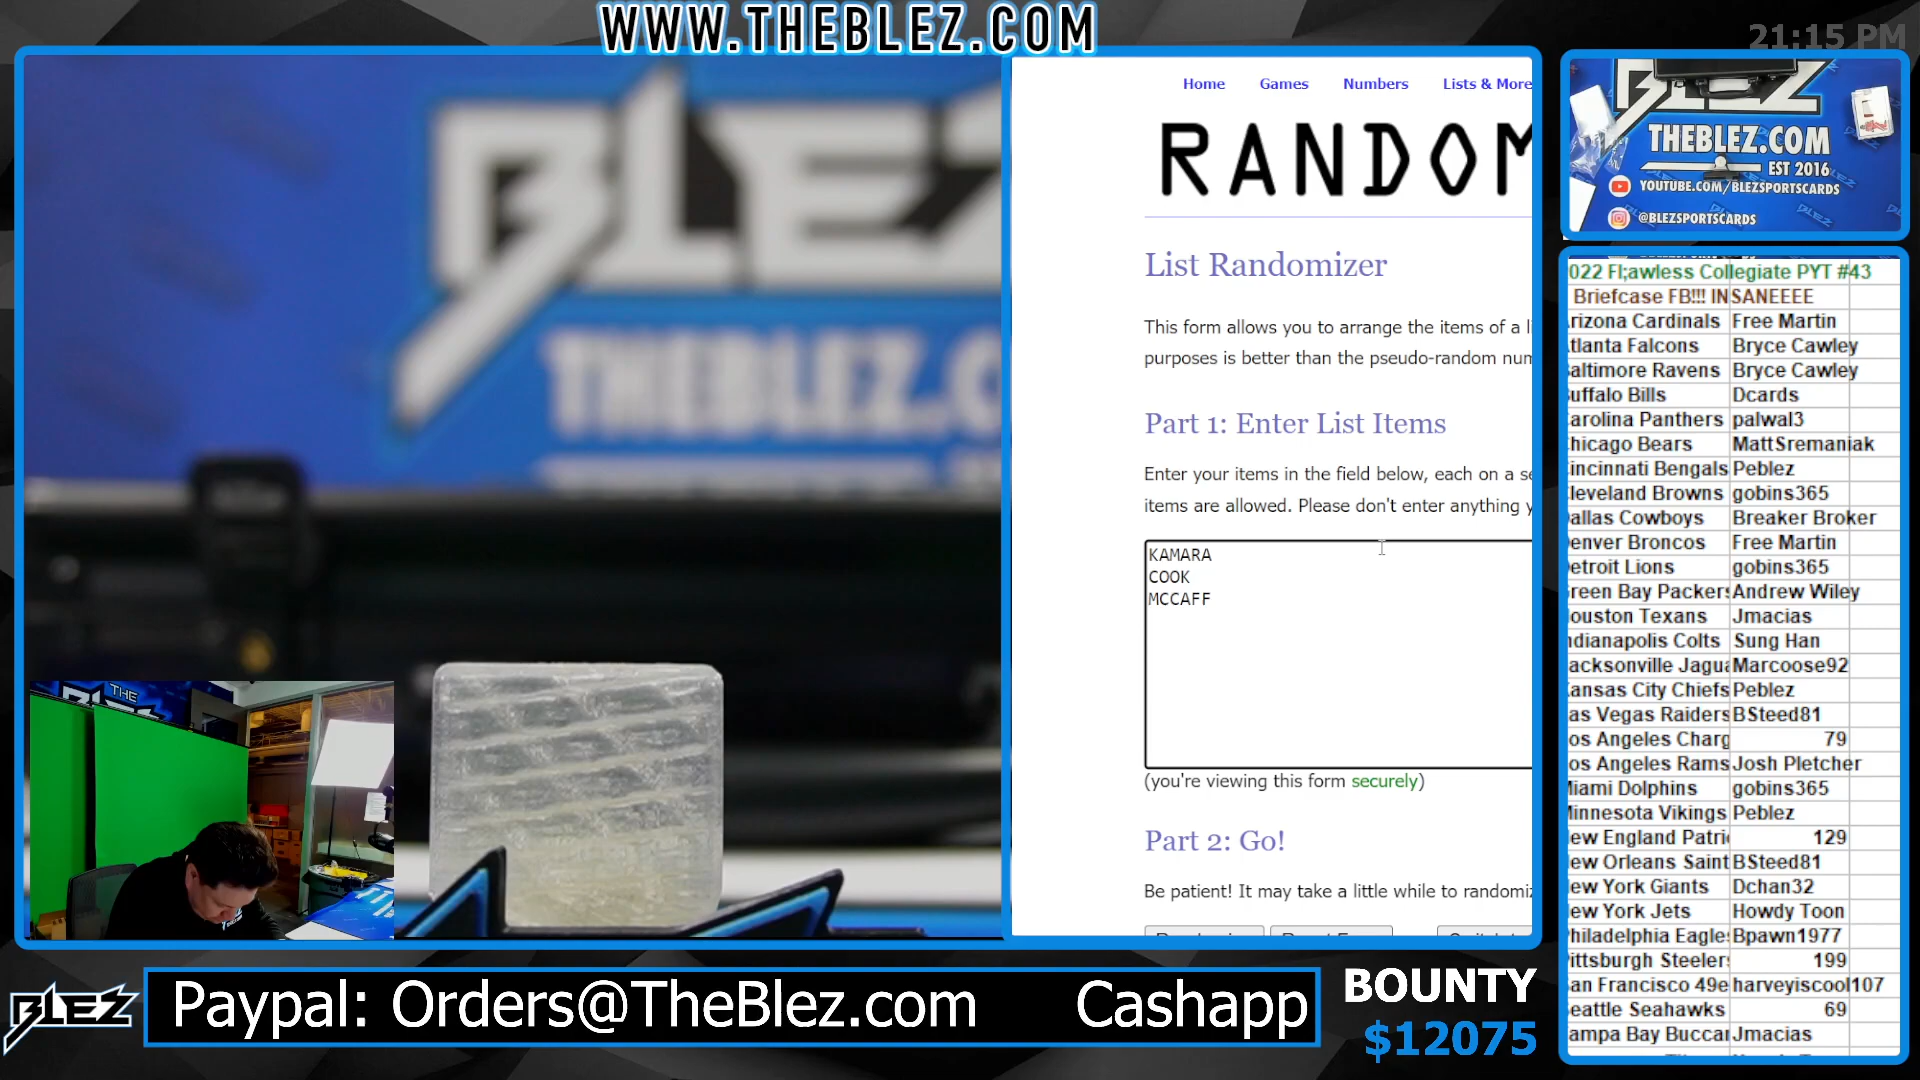 WWW.THEBLEZ.COM
21:15 PM
BLEZ
THEBLEZ.C
Home Games Numbers Lists & More
RANDOM
List Randomizer
This form allows you to arrange the items of a li
purposes is better than the pseudo-random num
Part 1: Enter List Items
Enter your items in the field below, each on a se
items are allowed. Please don't enter anything y
KAMARA
COOK
MCCAFF
(you're viewing this form securely)
Part 2: Go!
Be patient! It may take a little while to randomiz
THE
BLEZ
THEBLEZ.COM
EST 2016
YOUTUBE.COM/BLEZSPORTSCARDS
@BLEZSPORTSCARDS
022 Fl;awless Collegiate PYT #43
Briefcase FB!!! INSANEEEE
rizona Cardinals Free Martin
tlanta Falcons Bryce Cawley
altimore Ravens Bryce Cawley
uffalo Bills Dcards
arolina Panthers palwal3
hicago Bears MattSremaniak
incinnati Bengals Peblez
leveland Browns gobins365
allas Cowboys Breaker Broker
enver Broncos Free Martin
etroit Lions gobins365
reen Bay Packers Andrew Wiley
ouston Texans Jmacias
ndianapolis Colts Sung Han
acksonville Jagua Marcoose92
ansas City Chiefs Peblez
as Vegas Raiders BSteed81
os Angeles Charg 79
os Angeles Rams Josh Pletcher
iami Dolphins gobins365
innesota Vikings Peblez
ew England Patri 129
ew Orleans Saint BSteed81
ew York Giants Dchan32
ew York Jets Howdy Toon
hiladelphia Eagles Bpawn1977
ittsburgh Steelers 199
an Francisco 49e harveyiscool107
eattle Seahawks 69
ampa Bay Buccar Jmacias
BLEZ
Paypal: Orders@TheBlez.com Cashapp
BOUNTY
$12075